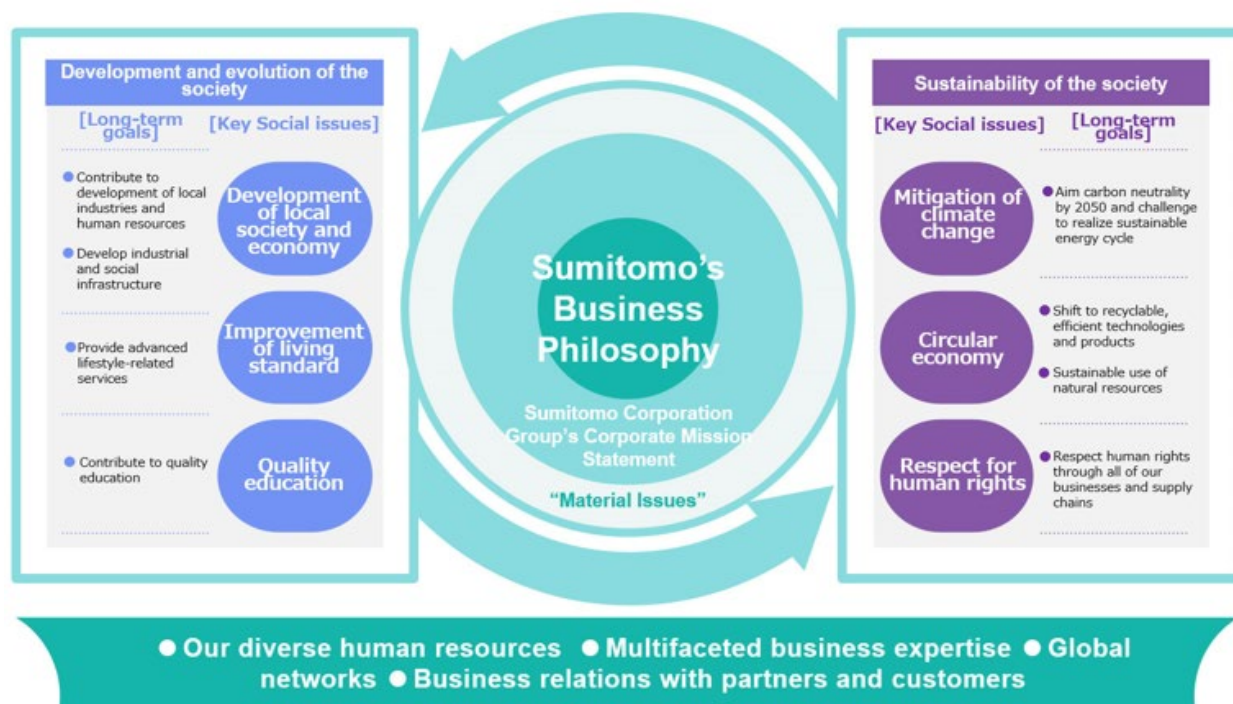 Development and evolution of the
society
[Long-term
goals]
[Key Social issues]
Contribute to
development of local
industries and
human resources
Develop industrial
and social
infrastructure
Development
of local
society and
economy
Provide advanced
lifestyle-related
services
Improvement
of living
standard
Contribute to quality
education
Quality
education
Sumitomo's
Business
Philosophy
Sumitomo Corporation
Group's Corporate Mission
Statement
“Material Issues”
Sustainability of the society
[Key Social issues]
[Long-term
goals]
Mitigation of
climate
change
Aim carbon neutrality
by 2050 and challenge
to realize sustainable
energy cycle
Circular
economy
Shift to recyclable,
efficient technologies
and products
Sustainable use of
natural resources
Respect for
human rights
Respect human rights
through all of our
businesses and supply
chains
● Our diverse human resources ● Multifaceted business expertise ● Global
networks ● Business relations with partners and customers